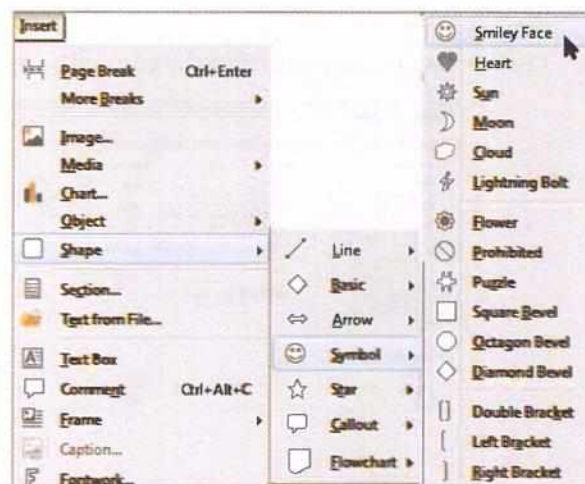 Insert
Page Break Ctrl+Enter
More Breaks
Image...
Media
Chart...
Object
Shape
Section...
Text from File...
Text Box
Comment Ctrl+Alt+C
Frame
Caption...
Fontwork...
Line
Basic
Arrow
Symbol
Star
Callout
Flowchart
Smiley Face
Heart
Sun
Moon
Cloud
Lightning Bolt
Flower
Prohibited
Puzzle
Square Bevel
Octagon Bevel
Diamond Bevel
Double Bracket
Left Bracket
Right Bracket